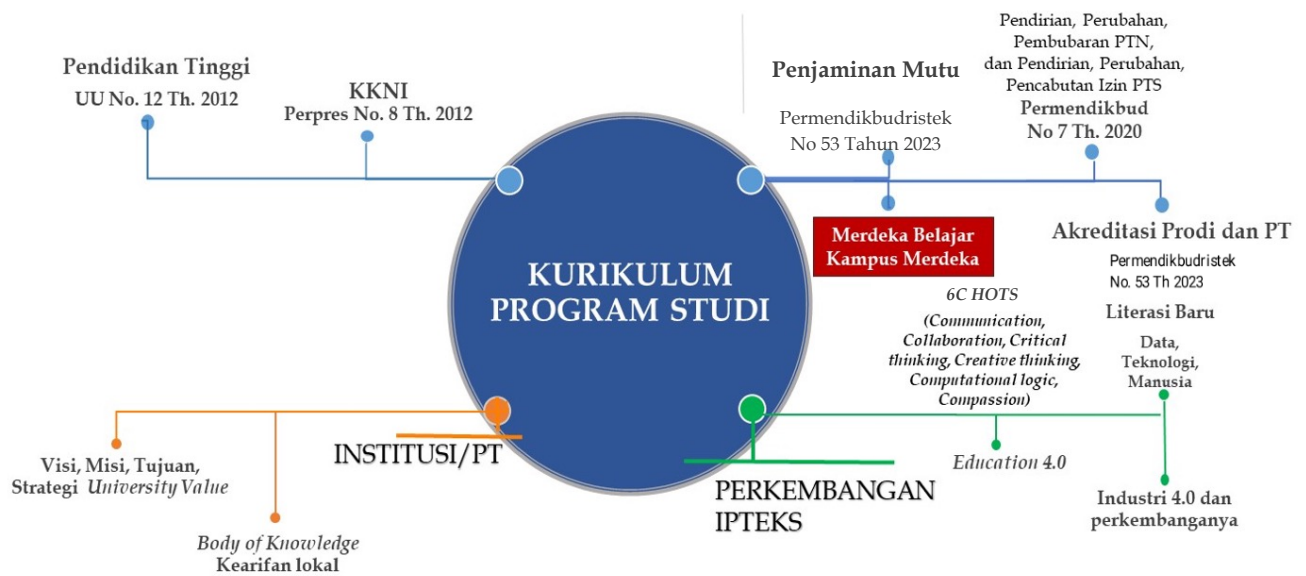 Pendidikan Tinggi
UU No. 12 Th. 2012
KKNI
Perpres No. 8 Th. 2012
Penjaminan Mutu
Permendikbudristek
No 53 Tahun 2023
Pendirian, Perubahan,
Pembubaran PTN,
dan Pendirian, Perubahan,
Pencabutan Izin PTS
Permendikbud
No 7 Th. 2020
Merdeka Belajar
Kampus Merdeka
Akreditasi Prodi dan PT
Permendikbudristek
No. 53 Th 2023
KURIKULUM
PROGRAM STUDI
6C HOTS
(Communication,
Collaboration, Critical
thinking, Creative thinking,
Computational logic,
Compassion)
Literasi Baru
Data,
Teknologi,
Manusia
INSTITUSI/PT
Visi, Misi, Tujuan,
Strategi University Value
Body of Knowledge
Kearifan lokal
PERKEMBANGAN
IPTEKS
Education 4.0
Industri 4.0 dan
perkembanganya